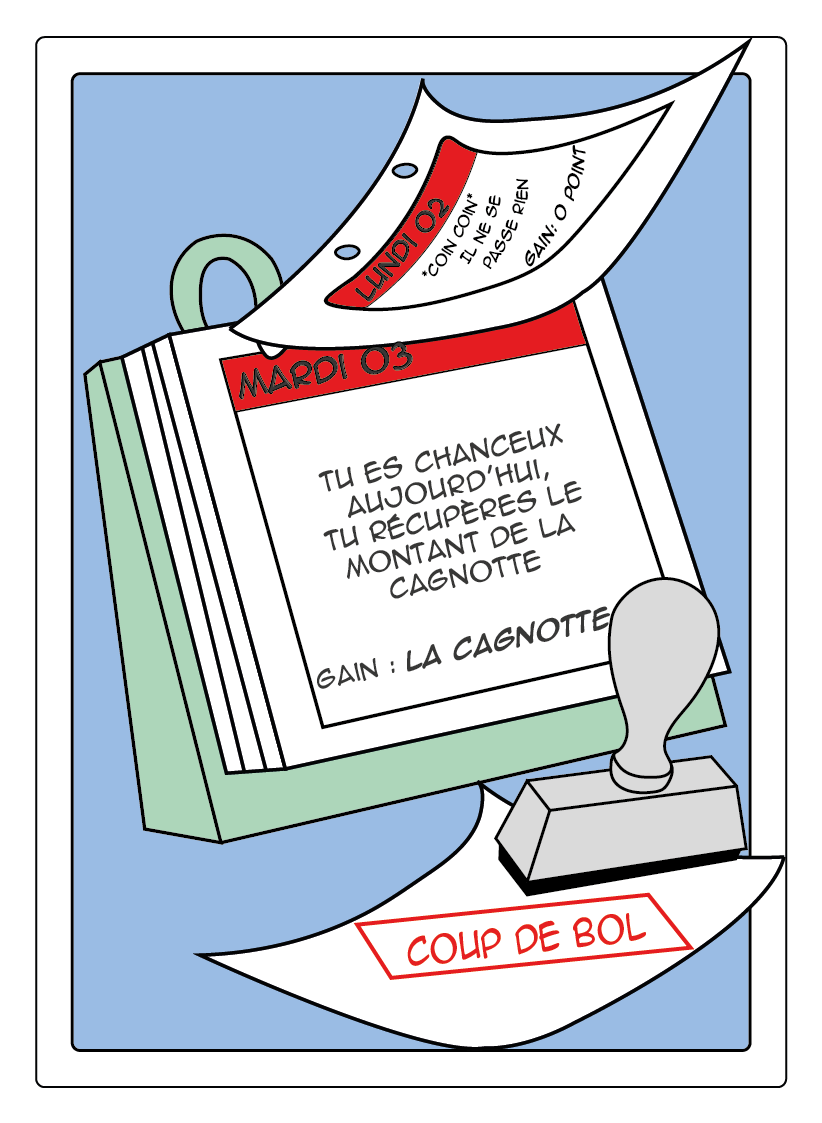 LUNDI 02
*COIN COIN*
IL NE SE
PASSE RIEN
GAIN: 0 POINT
MARDI 03
TU ES CHANCEUX
AUJOURD'HUI,
TU RÉCUPÈRES LE
MONTANT DE LA
CAGNOTTE
GAIN : LA CAGNOTTE
COUP DE BOL